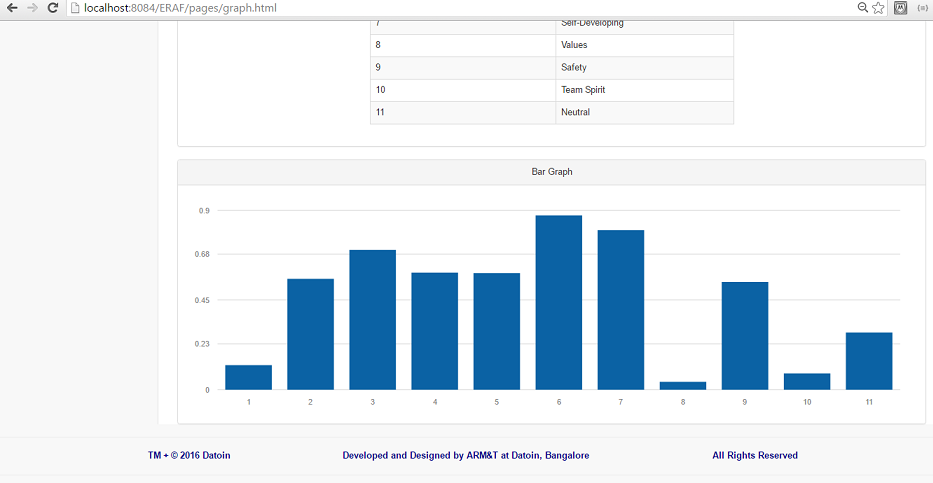 localhost:8084/ERAF/pages/graph.html
7 Self-Developing
8 Values
9 Safety
10 Team Spirit
11 Neutral
Bar Graph
0.9
0.68
0.45
0.23
0
1 2 3 4 5 6 7 8 9 10 11
TM + © 2016 Datoin Developed and Designed by ARM&T at Datoin, Bangalore All Rights Reserved